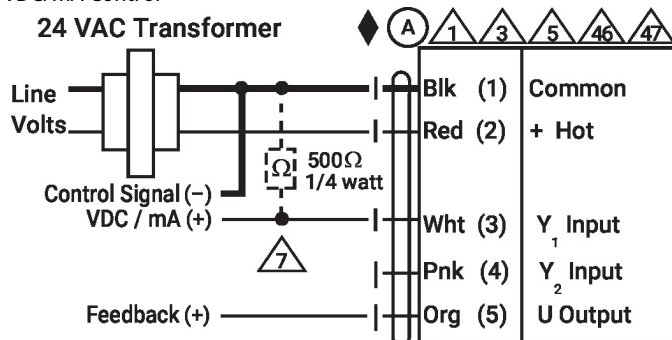 24 VAC Transformer
A 1 3 5 46 47
Line
Volts
Blk (1) Common
Red (2) + Hot
Ω 500Ω
1/4 watt
Control Signal (−)
VDC / mA (+)
7
Wht (3) Y1 Input
Pnk (4) Y2 Input
Feedback (+)
Org (5) U Output